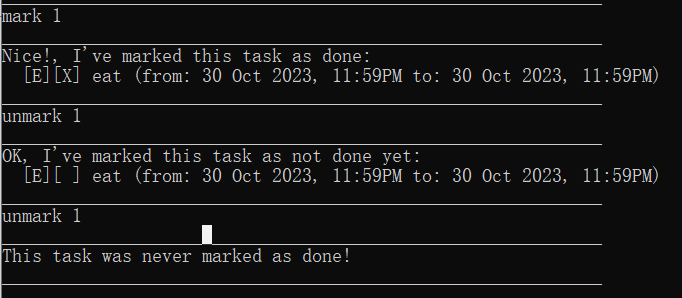 mark 1
Nice!, I've marked this task as done:
[E][X] eat (from: 30 Oct 2023, 11:59PM to: 30 Oct 2023, 11:59PM)
unmark 1
OK, I've marked this task as not done yet:
[E][ ] eat (from: 30 Oct 2023, 11:59PM to: 30 Oct 2023, 11:59PM)
unmark 1
This task was never marked as done!